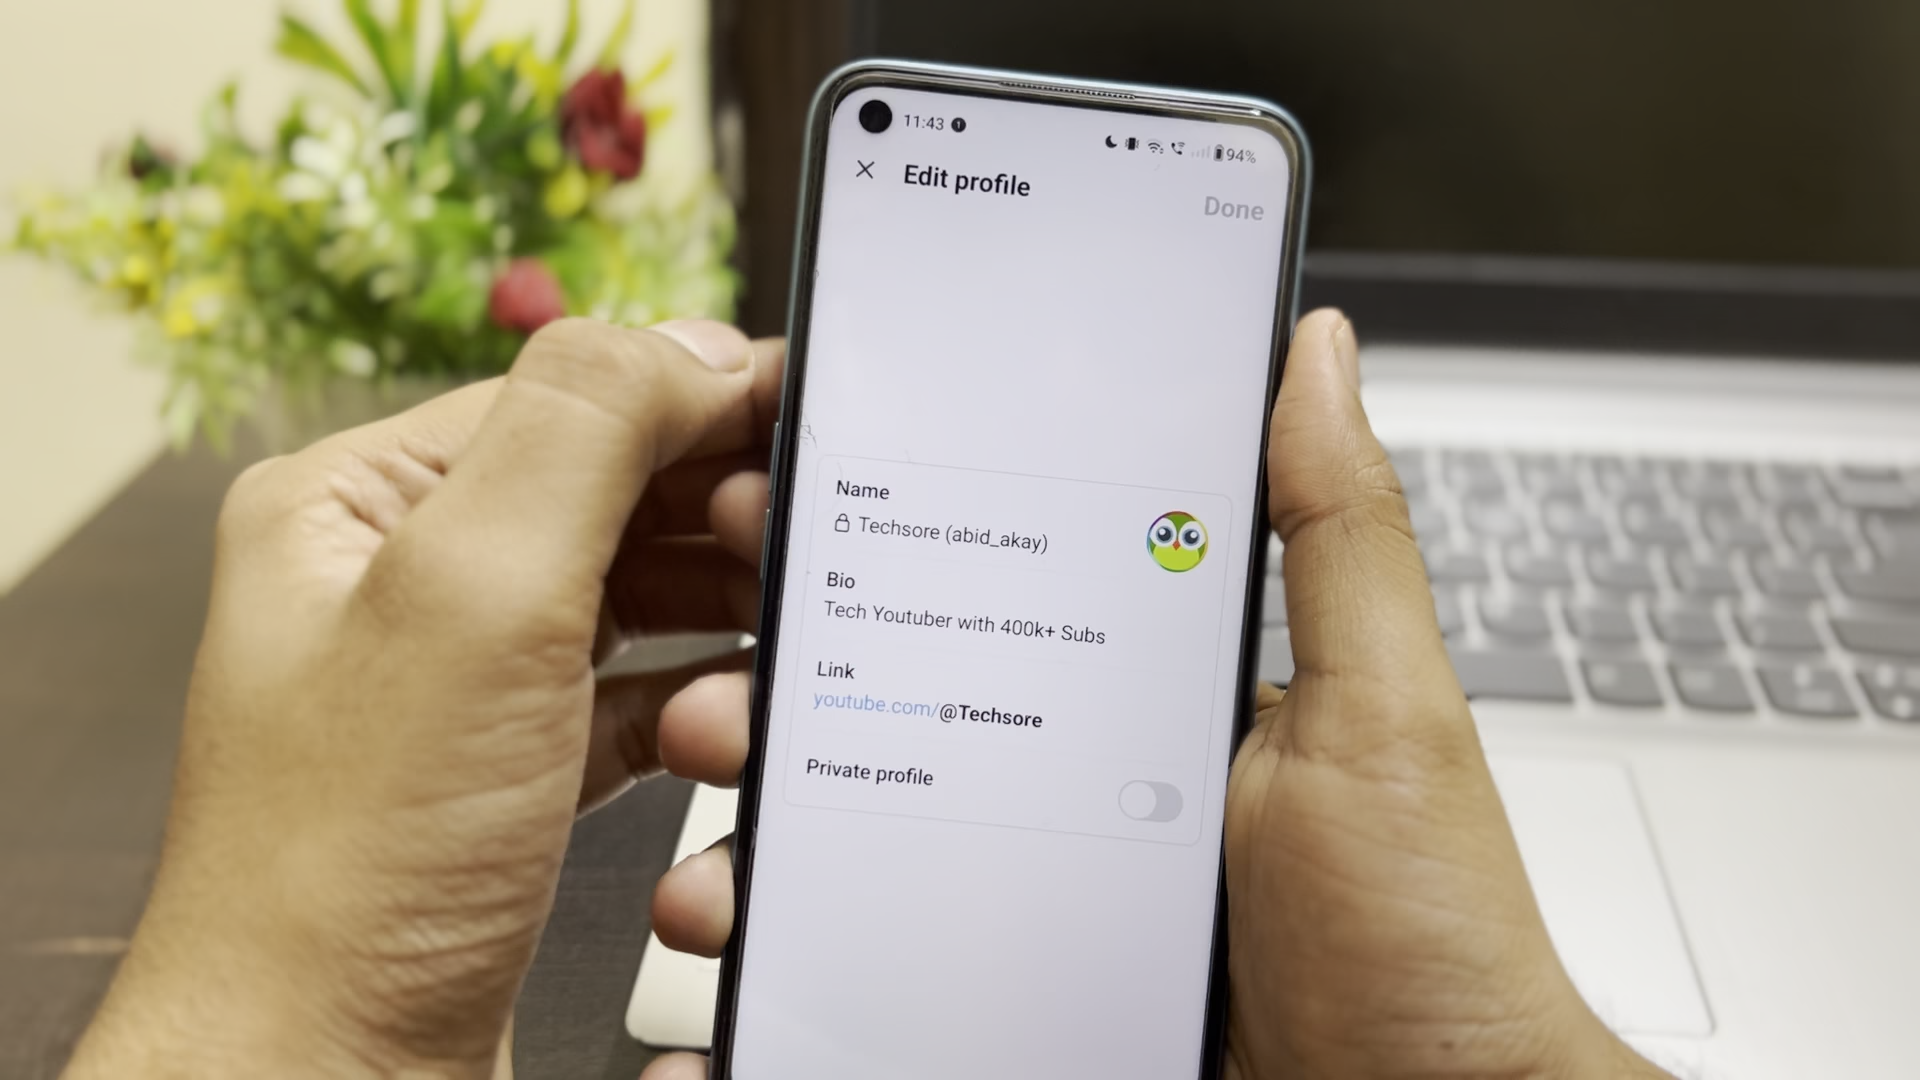 11:43
94%
Edit profile
Done
Name
Techsore (abid_akay)
Bio
Tech Youtuber with 400k+ Subs
Link
youtube.com/@Techsore
Private profile